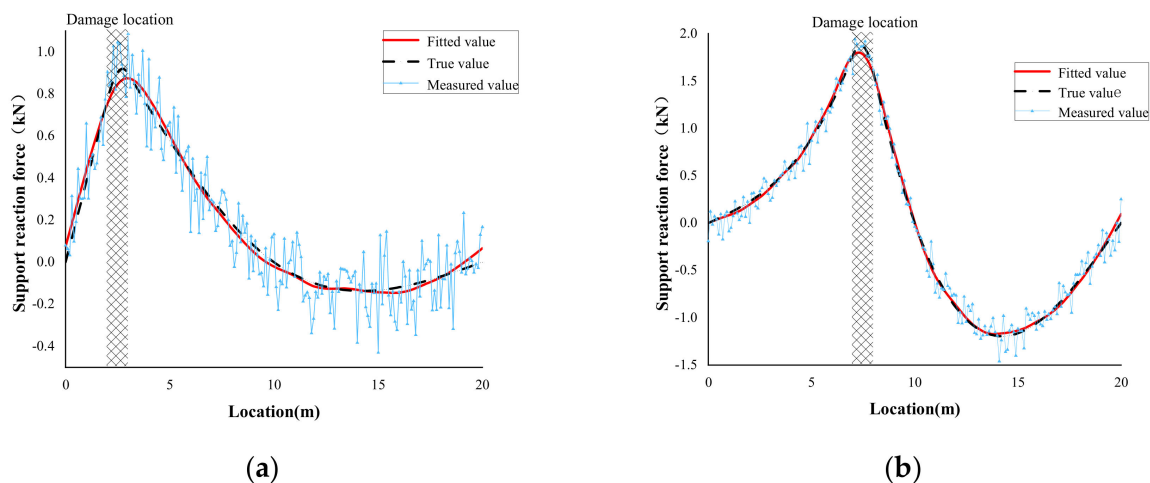 Damage location
Fitted value
True value
Measured value
1.0
0.8
0.6
0.4
0.2
0.0
-0.2
-0.4
Support reaction force（kN）
0 5 10 15 20
Location(m)
(a)
Damage location
Fitted value
True value
Measured value
2.0
1.5
1.0
0.5
0.0
-0.5
-1.0
-1.5
Support reaction force (kN)
0 5 10 15 20
Location(m)
(b)